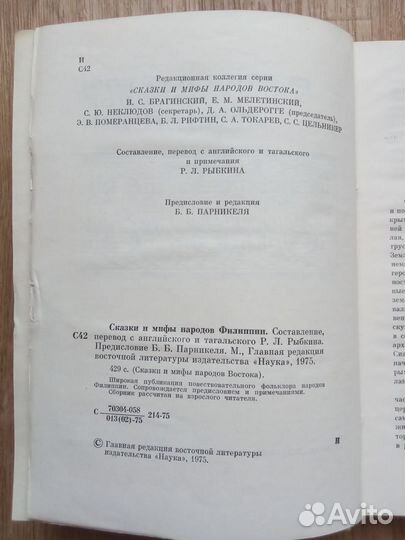 И
С42
Редакционная коллегия серии
«СКАЗКИ И МИФЫ НАРОДОВ ВОСТОКА»
И. С. БРАГИНСКИЙ, Е. М. МЕЛЕТИНСКИЙ,
С. Ю. НЕКЛЮДОВ (секретарь), Д. А. ОЛЬДЕРОГГЕ (председатель),
Э. В. ПОМЕРАНЦЕВА, Б. Л. РИФТИН, С. А. ТОКАРЕВ, С. С. ЦЕЛЬНИКЕР
Составление, перевод с английского и тагальского
и примечания
Р. Л. РЫБКИНА
Предисловие и редакция
Б. Б. ПАРНИКЕЛЯ
Сказки и мифы народов Филиппин. Составление,
С42 перевод с английского и тагальского Р. Л. Рыбкина.
Предисловие Б. Б. Парникеля. М., Главная редакция
восточной литературы издательства «Наука», 1975.
429 с. (Сказки и мифы народов Востока).
Широкая публикация повествовательного фольклора народов
Филиппин. Сопровождается предисловием и примечаниями.
Сборник рассчитан на взрослого читателя.
С 70304-058
013(02)-75 214-75
И
© Главная редакция восточной литературы
издательства «Наука», 1975.
Avito